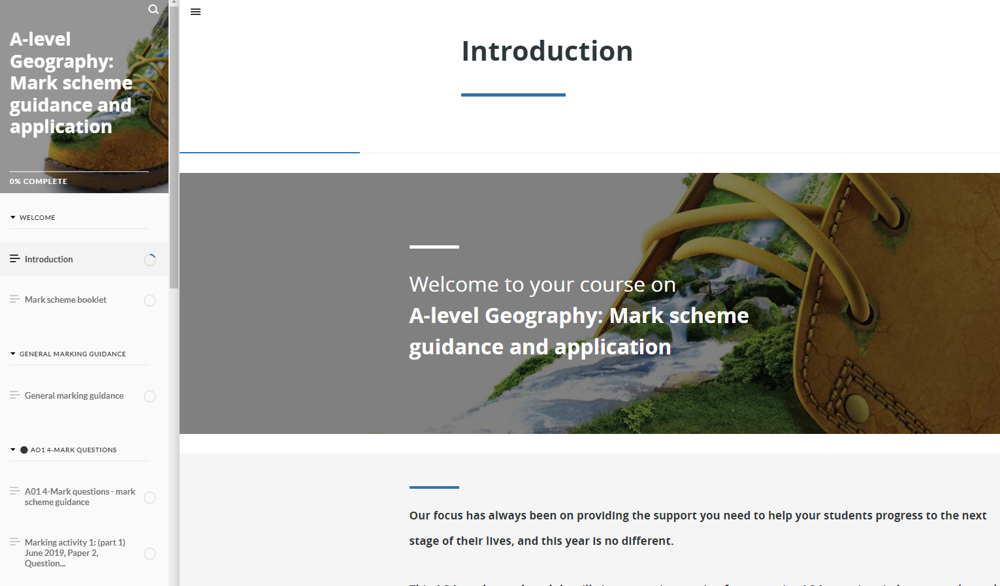 A-level
Geography:
Mark scheme
guidance and
application
0% COMPLETE
WELCOME
Introduction
Mark scheme booklet
GENERAL MARKING GUIDANCE
General marking guidance
AO1 4-MARK QUESTIONS
A01 4-Mark questions - mark
scheme guidance
Marking activity 1: (part 1)
June 2019, Paper 2,
Question...
Introduction
Welcome to your course on
A-level Geography: Mark scheme
guidance and application
Our focus has always been on providing the support you need to help your students progress to the next
stage of their lives, and this year is no different.